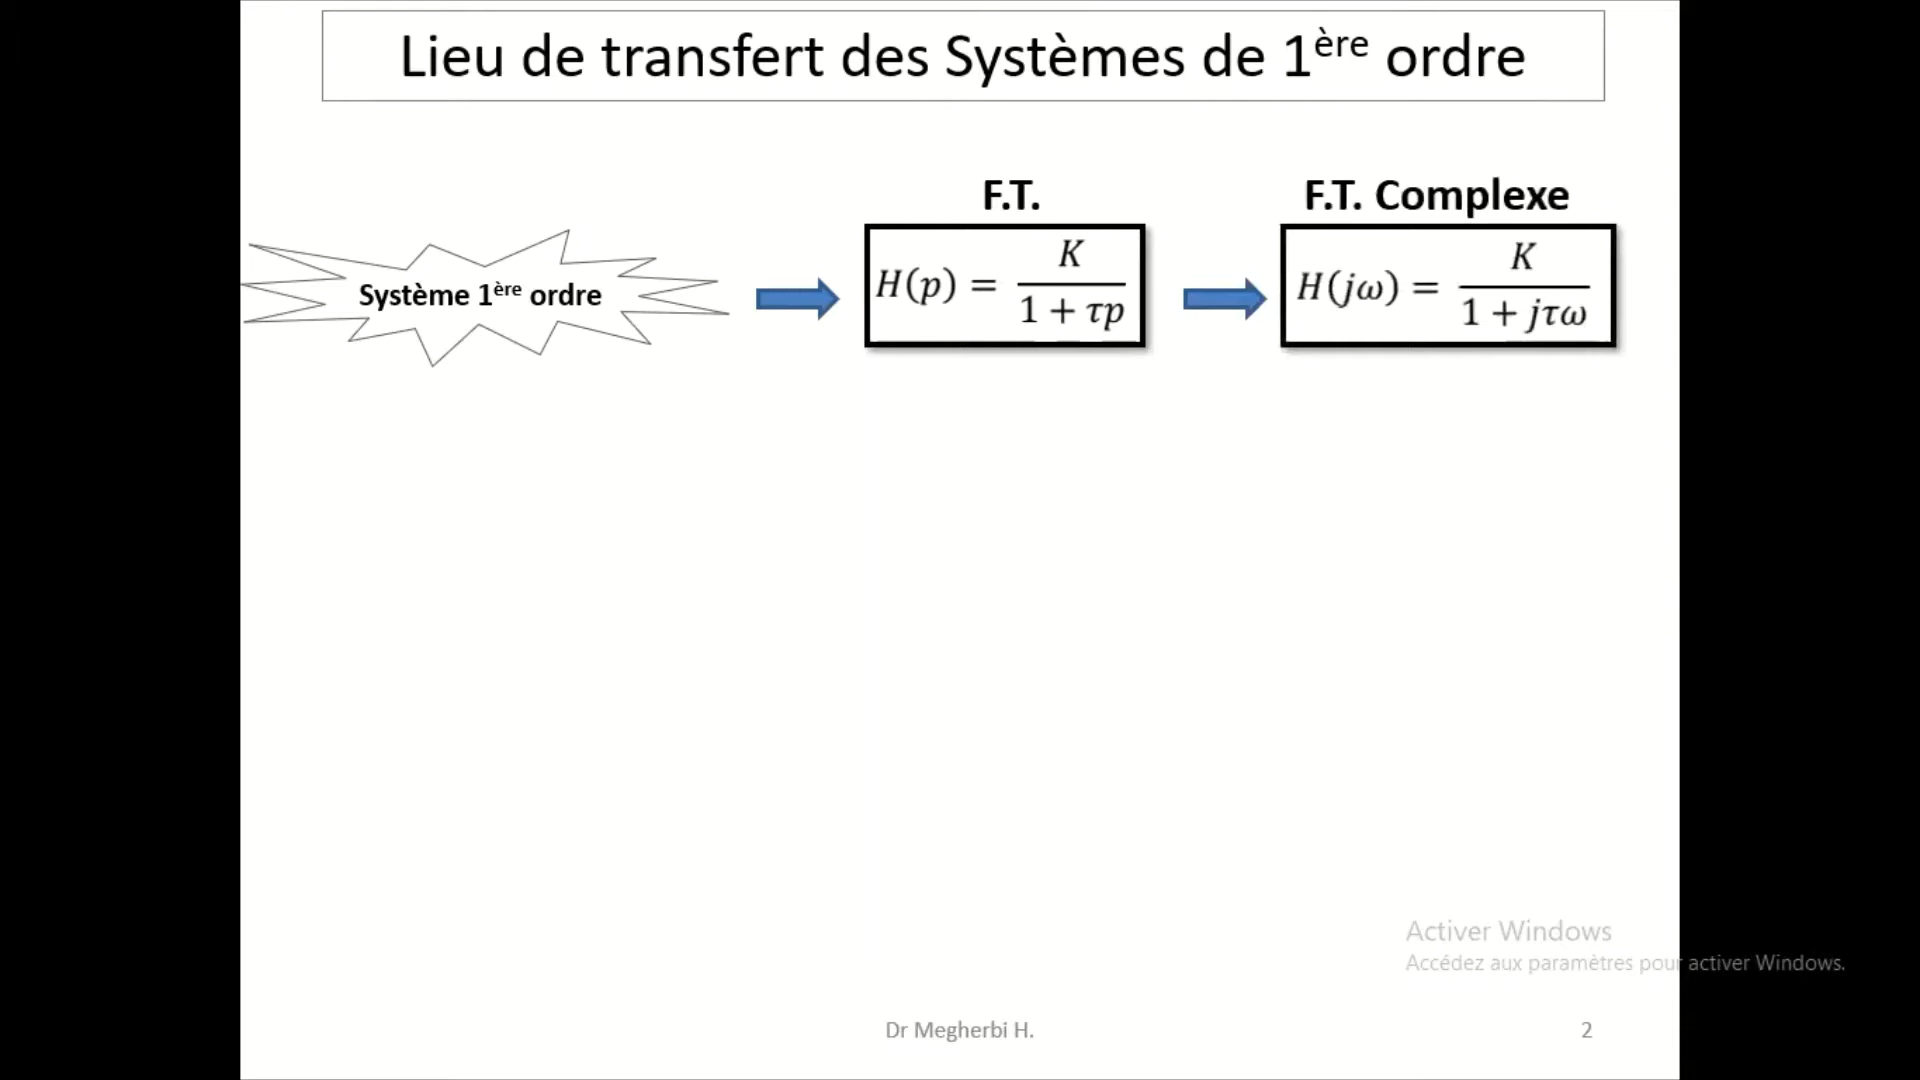 Lieu de transfert des Systèmes de 1ère ordre
F.T.
F.T. Complexe
Système 1ère ordre
H(p) = K / (1 + τp)
H(jω) = K / (1 + jτω)
Activer Windows
Accédez aux paramètres pour activer Windows.
Dr Megherbi H.
2